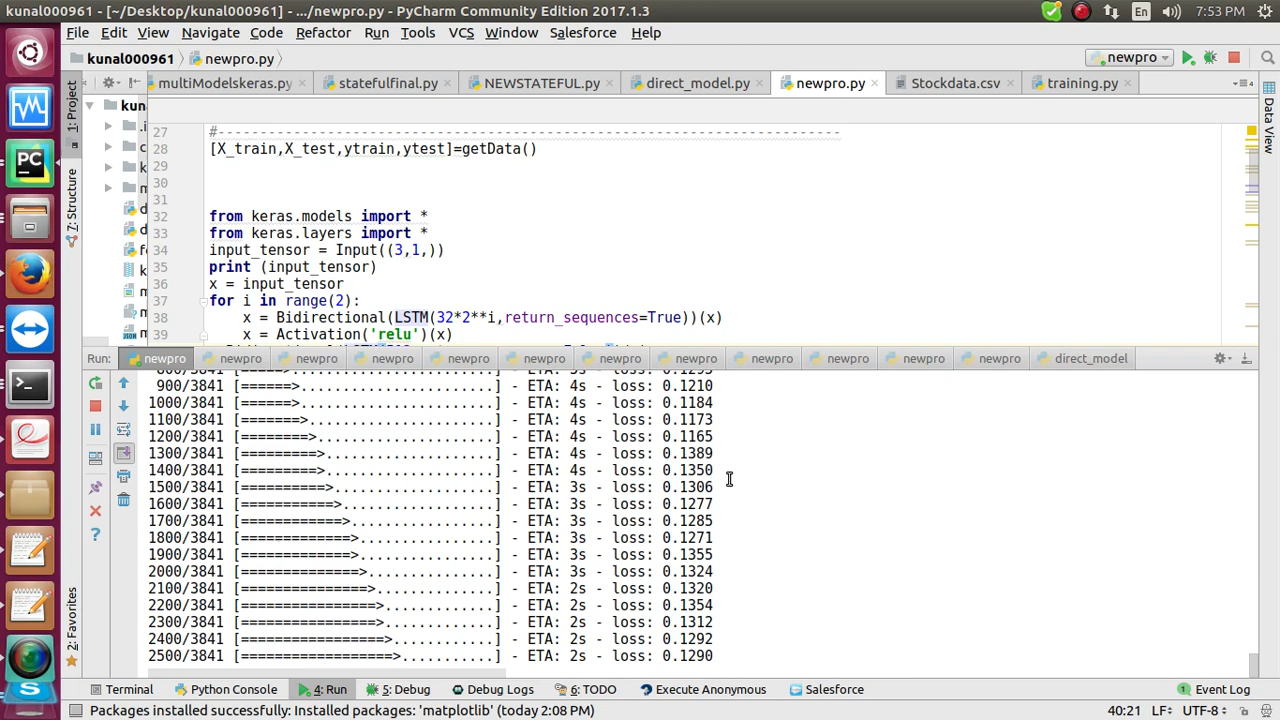 kunal000961 - [~/Desktop/kunal000961] - .../newpro.py - PyCharm Community Edition 2017.1.3
En
7:53 PM
File Edit View Navigate Code Refactor Run Tools VCS Window Salesforce Help
kunal000961 newpro.py
newpro
multiModelskeras.py statefulfinal.py NEWSTATEFUL.py direct_model.py newpro.py Stockdata.csv training.py
1: Project
7: Structure
2: Favorites
Data View
kun
27 #--------------------------------------------------------------------------
28 [X_train,X_test,ytrain,ytest]=getData()
29
30
31
32 from keras.models import *
33 from keras.layers import *
34 input_tensor = Input((3,1,))
35 print (input_tensor)
36 x = input_tensor
37 for i in range(2):
38 x = Bidirectional(LSTM(32*2**i,return_sequences=True))(x)
39 x = Activation('relu')(x)
Run: newpro newpro newpro newpro newpro newpro newpro newpro newpro newpro newpro newpro direct_model
900/3841 [======>.......................] - ETA: 4s - loss: 0.1210
1000/3841 [======>.......................] - ETA: 4s - loss: 0.1184
1100/3841 [=======>......................] - ETA: 4s - loss: 0.1173
1200/3841 [========>.....................] - ETA: 4s - loss: 0.1165
1300/3841 [=========>....................] - ETA: 4s - loss: 0.1389
1400/3841 [=========>....................] - ETA: 4s - loss: 0.1350
1500/3841 [==========>...................] - ETA: 3s - loss: 0.1306
1600/3841 [===========>..................] - ETA: 3s - loss: 0.1277
1700/3841 [============>.................] - ETA: 3s - loss: 0.1285
1800/3841 [=============>................] - ETA: 3s - loss: 0.1271
1900/3841 [=============>................] - ETA: 3s - loss: 0.1355
2000/3841 [==============>...............] - ETA: 3s - loss: 0.1324
2100/3841 [===============>..............] - ETA: 3s - loss: 0.1320
2200/3841 [================>.............] - ETA: 2s - loss: 0.1354
2300/3841 [================>.............] - ETA: 2s - loss: 0.1312
2400/3841 [=================>............] - ETA: 2s - loss: 0.1292
2500/3841 [==================>...........] - ETA: 2s - loss: 0.1290
Terminal Python Console 4: Run 5: Debug Debug Logs 6: TODO Execute Anonymous Salesforce 1 Event Log
Packages installed successfully: Installed packages: 'matplotlib' (today 2:08 PM) 40:21 LF÷ UTF-8÷